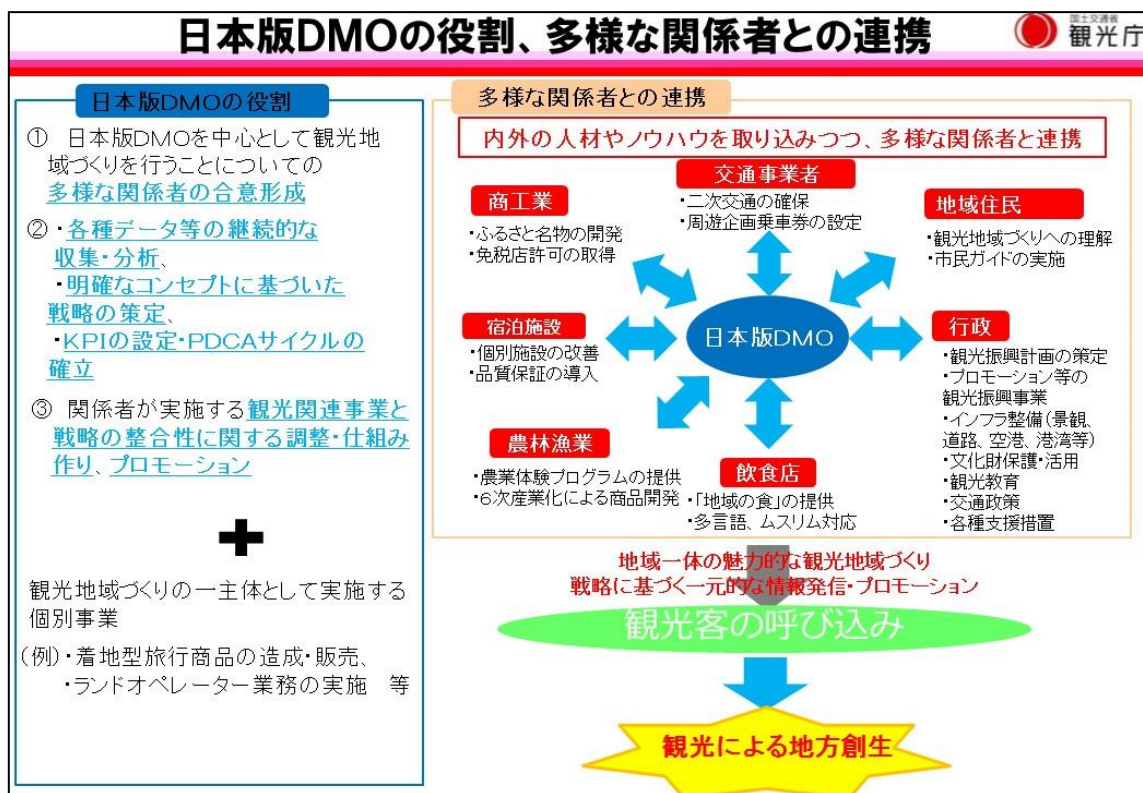 日本版DMOの役割、多様な関係者との連携
国土交通省
観光庁
日本版DMOの役割
① 日本版DMOを中心として観光地
域づくりを行うことについての
多様な関係者の合意形成
②・各種データ等の継続的な
収集・分析、
・明確なコンセプトに基づいた
戦略の策定、
・KPIの設定・PDCAサイクルの
確立
③ 関係者が実施する観光関連事業と
戦略の整合性に関する調整・仕組み
作り、プロモーション
+
観光地域づくりの一主体として実施する
個別事業
(例)・着地型旅行商品の造成・販売、
・ランドオペレーター業務の実施 等
多様な関係者との連携
内外の人材やノウハウを取り込みつつ、多様な関係者と連携
交通事業者
・二次交通の確保
・周遊企画乗車券の設定
商工業
・ふるさと名物の開発
・免税店許可の取得
地域住民
・観光地域づくりへの理解
・市民ガイドの実施
宿泊施設
・個別施設の改善
・品質保証の導入
日本版DMO
行政
・観光振興計画の策定
・プロモーション等の
観光振興事業
・インフラ整備(景観、
道路、空港、港湾等)
・文化財保護・活用
・観光教育
・交通政策
・各種支援措置
農林漁業
・農業体験プログラムの提供
・6次産業化による商品開発
飲食店
・「地域の食」の提供
・多言語、ムスリム対応
地域一体の魅力的な観光地域づくり
戦略に基づく一元的な情報発信・プロモーション
観光客の呼び込み
観光による地方創生